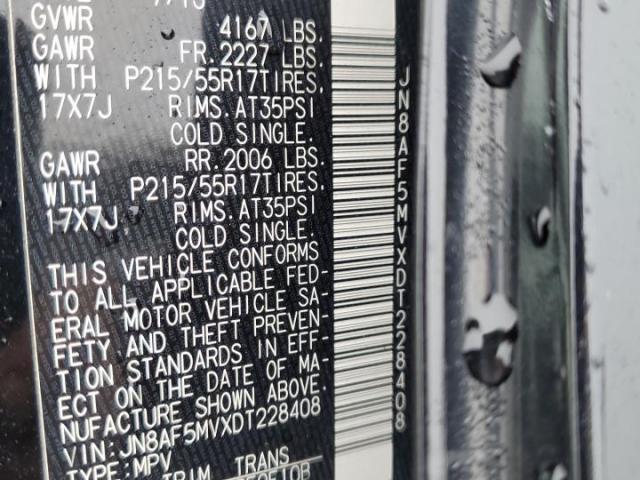 GVWR 4167 LBS.
GAWR FR. 2227 LBS.
WITH P215/55R17TIRES.
17X7J RIMS. AT35PSI
COLD SINGLE.
GAWR RR. 2006 LBS.
WITH P215/55R17TIRES.
17X7J RIMS. AT35PSI
COLD SINGLE.
THIS VEHICLE CONFORMS
TO ALL APPLICABLE FED-
ERAL MOTOR VEHICLE SA-
FETY AND THEFT PREVEN-
TION STANDARDS IN EFF-
ECT ON THE DATE OF MA-
NUFACTURE SHOWN ABOVE.
VIN: JN8AF5MVXDT228408
TYPE: MPV
TRIM TRANS
JN8AF5MVXDT228408